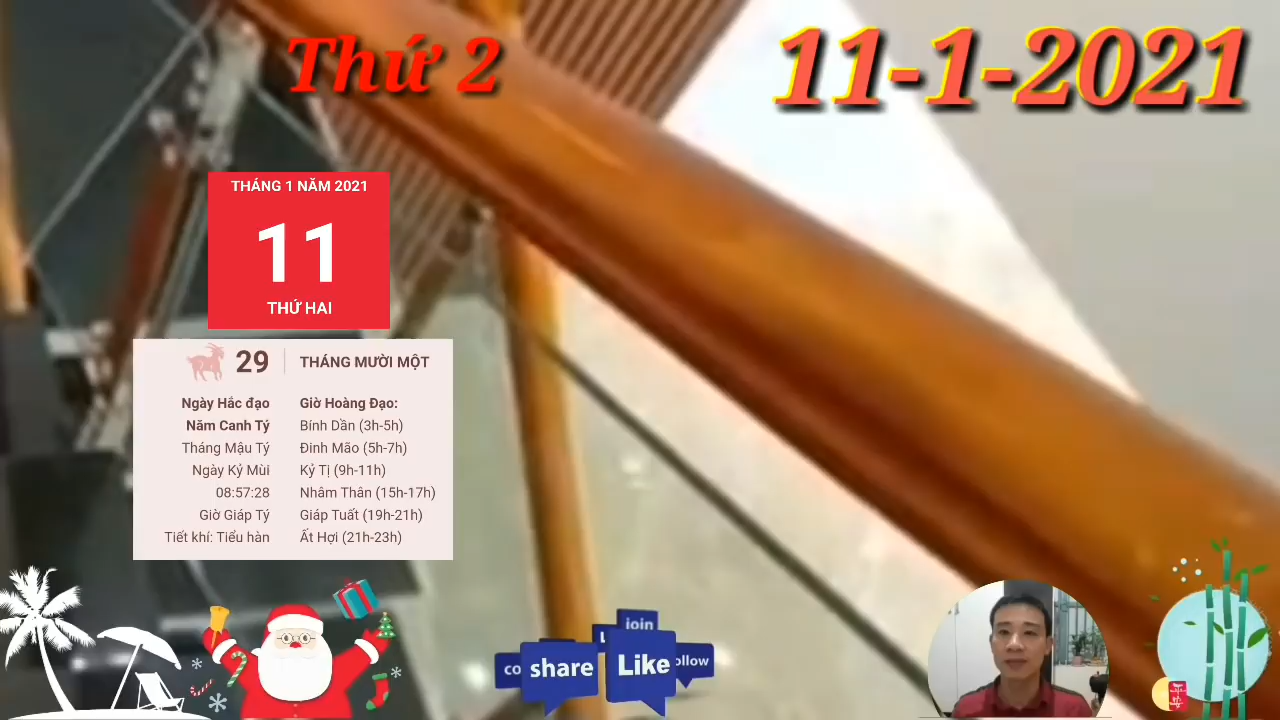 Thứ 2
11-1-2021
THÁNG 1 NĂM 2021
11
THỨ HAI
29 THÁNG MƯỜI MỘT
Ngày Hắc đạo
Năm Canh Tý
Tháng Mậu Tý
Ngày Kỷ Mùi
08:57:28
Giờ Giáp Tý
Tiết khí: Tiểu hàn
Giờ Hoàng Đạo:
Bính Dần (3h-5h)
Đinh Mão (5h-7h)
Kỷ Tị (9h-11h)
Nhâm Thân (15h-17h)
Giáp Tuất (19h-21h)
Ất Hợi (21h-23h)
join
co share Like ollow